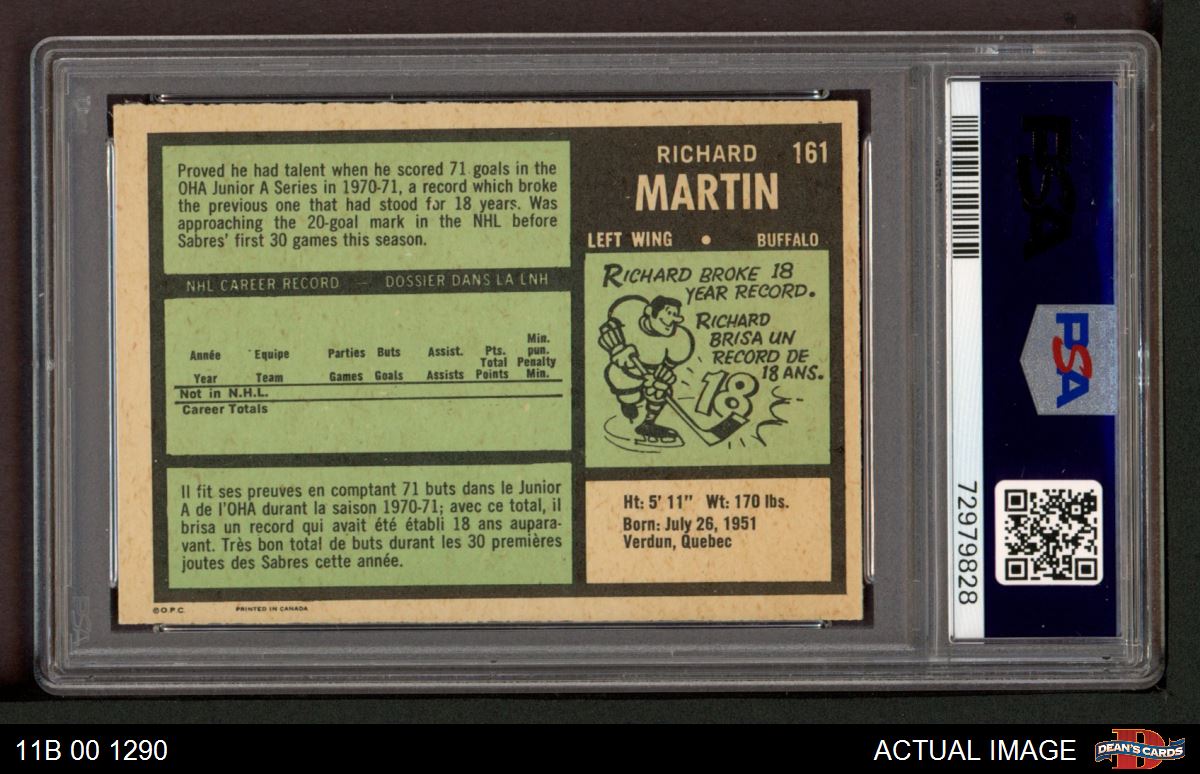 Proved he had talent when he scored 71 goals in the
OHA Junior A Series in 1970-71, a record which broke
the previous one that had stood for 18 years. Was
approaching the 20-goal mark in the NHL before
Sabres' first 30 games this season.
NHL CAREER RECORD — DOSSIER DANS LA LNH
Année Equipe Parties Buts Assist. Pts. Total Min. pun. Penalty
Year Team Games Goals Assists Points Min.
Not in N.H.L.
Career Totals
Il fit ses preuves en comptant 71 buts dans le Junior
A de l'OHA durant la saison 1970-71; avec ce total, il
brisa un record qui avait été établi 18 ans aupara-
vant. Très bon total de buts durant les 30 premières
joutes des Sabres cette année.
©O.P.C. PRINTED IN CANADA
RICHARD 161
MARTIN
LEFT WING • BUFFALO
RICHARD BROKE 18
YEAR RECORD.
RICHARD
BRISA UN
RECORD DE
18 ANS.
18
Ht: 5' 11" Wt: 170 lbs.
Born: July 26, 1951
Verdun, Quebec
PSA
PSA
72979828
PSA
11B 00 1290
ACTUAL IMAGE
DEAN'S CARDS